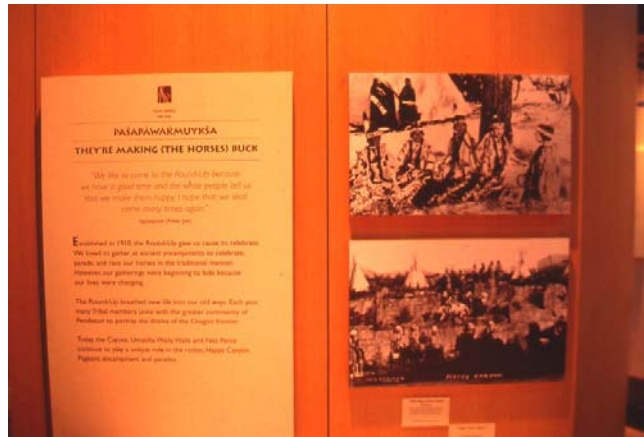 PÁŠAPÁWAK̓MUYKŠA
THEY'RE MAKING (THE HORSES) BUCK
"We like to come to the Round-Up because
we have a good time and the white people tell us
that we make them happy. I hope that we shall
come many times again."
Established in 1910, the Round-Up gave us cause to celebrate.
We loved to gather at ancient encampments to celebrate,
parade, and race our horses in the traditional manner.
However, our gatherings were beginning to fade because
our lives were changing.
The Round-Up breathed new life into our old ways. Each year,
many Tribal members unite with the greater community of
Pendleton to portray the drama of the Oregon frontier.
Today, the Cayuse, Umatilla, Walla Walla and Nez Perce
continue to play a unique role in the rodeo, Happy Canyon
Pageant, encampment and parades.
HAPPY CANYON